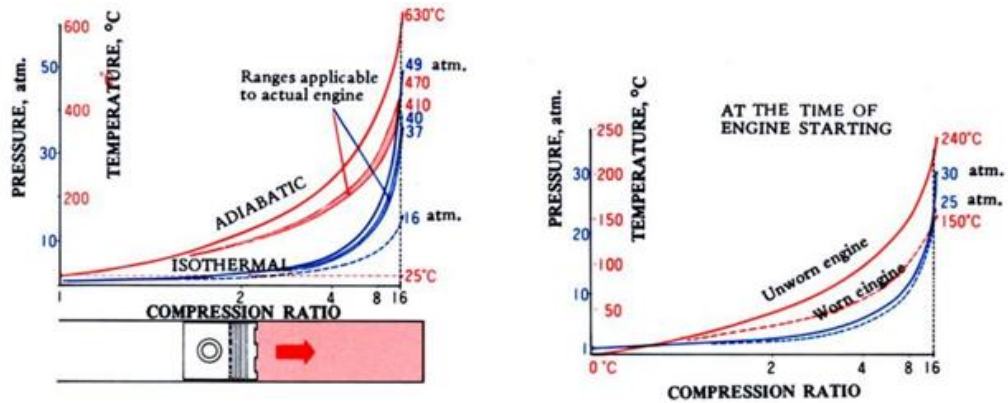 PRESSURE, atm.
TEMPERATURE, °C
600
400
200
50
30
10
Ranges applicable
to actual engine
ADIABATIC
ISOTHERMAL
630°C
49 atm.
470
410
40
37
16 atm.
25°C
1 2 4 8 16
COMPRESSION RATIO
AT THE TIME OF
ENGINE STARTING
PRESSURE, atm.
TEMPERATURE, °C
250
200
150
100
50
0°C
30
20
10
1
Unworn engine
Worn eingine
240°C
30 atm.
25 atm.
150°C
2 4 8 16
COMPRESSION RATIO